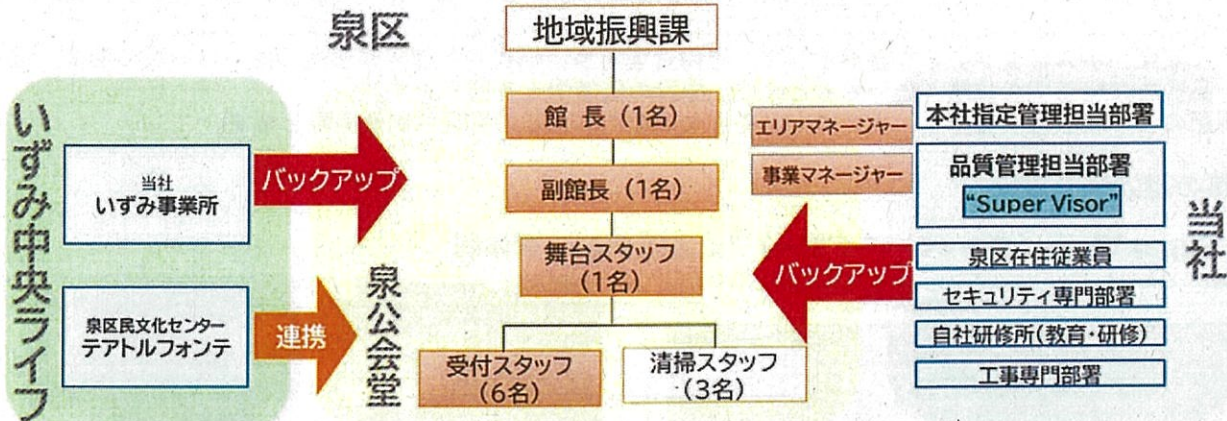 泉区
地域振興課
いずみ中央ライフ
当社
いずみ事業所
バックアップ
泉区民文化センター
テアトルフォンテ
連携
泉公会堂
館 長（1名）
副館長（1名）
舞台スタッフ
（1名）
受付スタッフ
（6名）
清掃スタッフ
（3名）
エリアマネージャー
事業マネージャー
バックアップ
本社指定管理担当部署
品質管理担当部署
“Super Visor”
泉区在住従業員
セキュリティ専門部署
自社研修所(教育・研修)
工事専門部署
当社